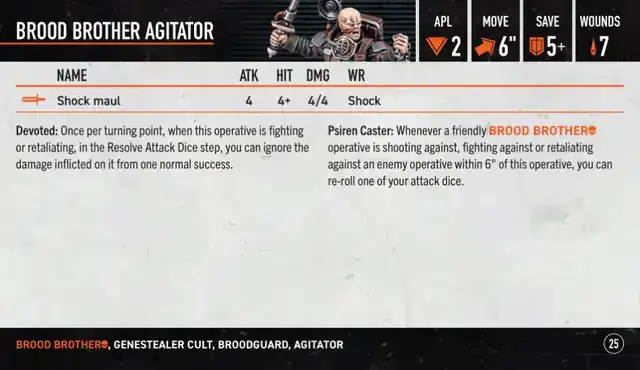 BROOD BROTHER AGITATOR
APL
2
MOVE
6"
SAVE
5+
WOUNDS
7
NAME ATK HIT DMG WR
Shock maul 4 4+ 4/4 Shock
Devoted: Once per turning point, when this operative is fighting
or retaliating, in the Resolve Attack Dice step, you can ignore the
damage inflicted on it from one normal success.
Psiren Caster: Whenever a friendly BROOD BROTHER
operative is shooting against, fighting against or retaliating
against an enemy operative within 6" of this operative, you can
re-roll one of your attack dice.
BROOD BROTHER, GENESTEALER CULT, BROODGUARD, AGITATOR
25